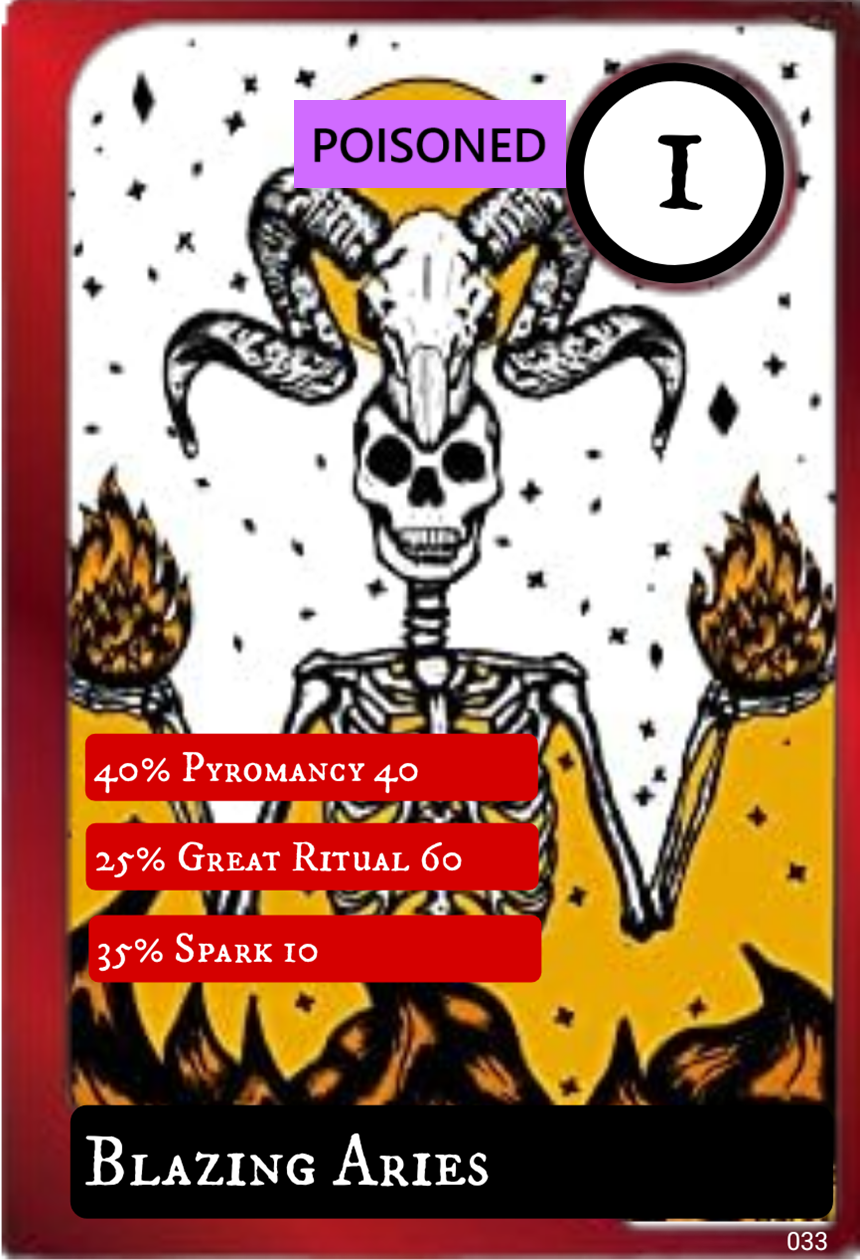 POISONED
I
40% Pyromancy 40
25% Great Ritual 60
35% Spark 10
Blazing Aries
033